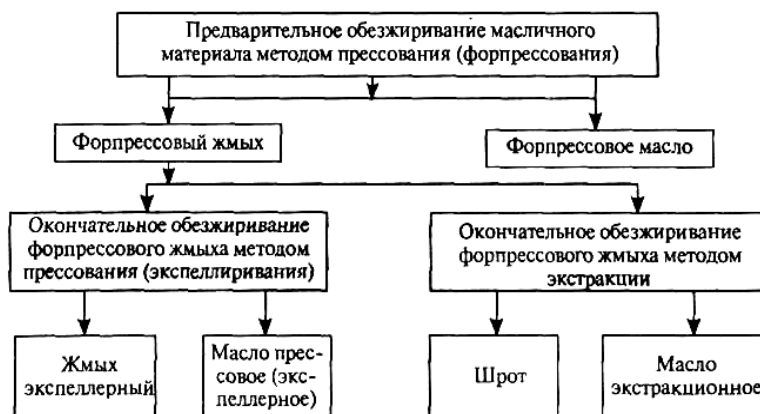 Предварительное обезжиривание масличного
материала методом прессования (форпрессования)
Форпрессовый жмых
Форпрессовое масло
Окончательное обезжиривание
форпрессового жмыха методом
прессования (экспеллиривания)
Окончательное обезжиривание
форпрессового жмыха методом
экстракции
Жмых
экспеллерный
Масло прес-
совое (экс-
пеллерное)
Шрот
Масло
экстракционное